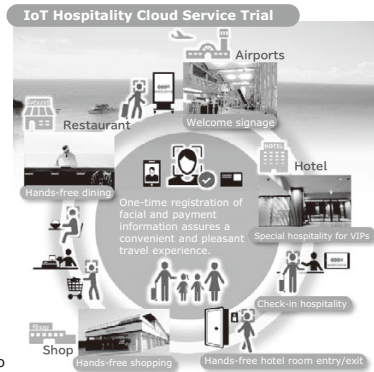 IoT Hospitality Cloud Service Trial
Airports
Welcome signage
Restaurant
Hands-free dining
HOTEL
Hotel
Special hospitality for VIPs
One-time registration of
facial and payment
information assures a
convenient and pleasant
travel experience.
Check-in hospitality
Shop
Shop
Hands-free shopping
Hands-free hotel room entry/exit